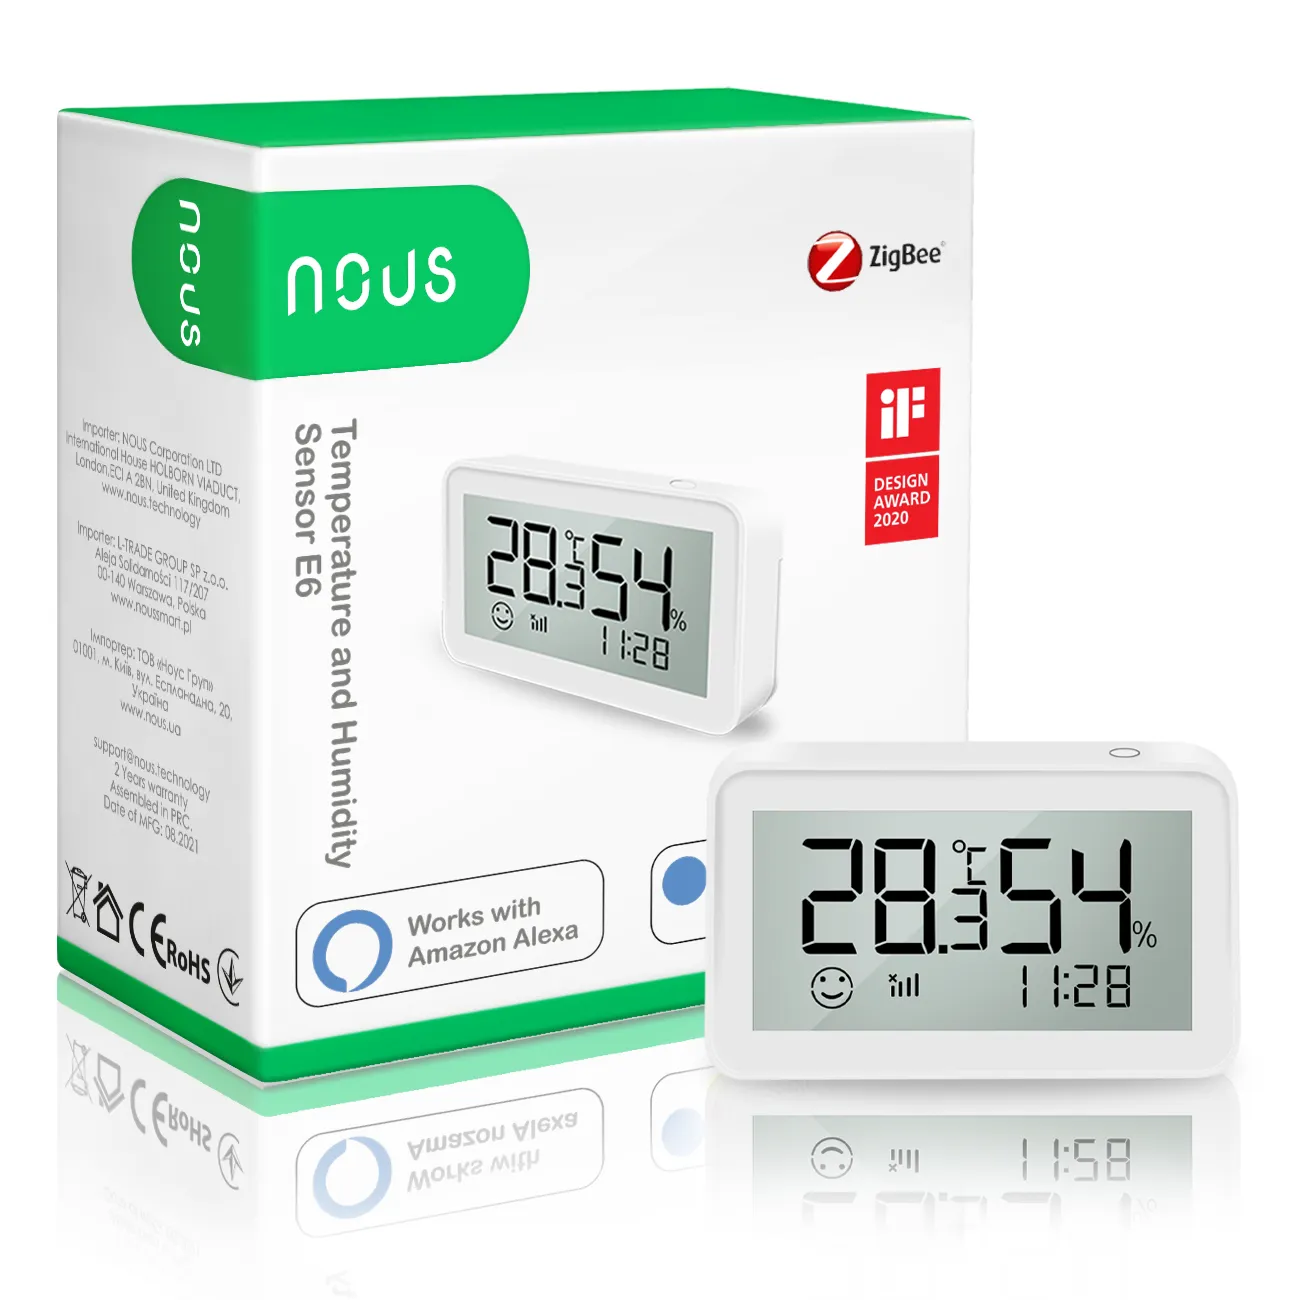 nous
nous
ZigBee
iF
DESIGN
AWARD
2020
Temperature and Humidity
Sensor E6
28.3 °C 54 %
11:28
Importer: NOUS Corporation LTD
International House HOLBORN VIADUCT,
London,EC1 A 2BN, United Kingdom
www.nous.technology
Importer: L-TRADE GROUP SP z.o.o.
Aleja Solidarności 117/207
00-140 Warszawa, Polska
www.noussmart.pl
Імпортер: ТОВ «Ноус Груп»
01001, м. Київ, вул. Еспланадна, 20,
Україна
www.nous.ua
support@nous.technology
2 Years warranty
Assembled in PRC.
Date of MFG: 08.2021
CE RoHS
Works with
Amazon Alexa
28.3 °C 54 %
11:28